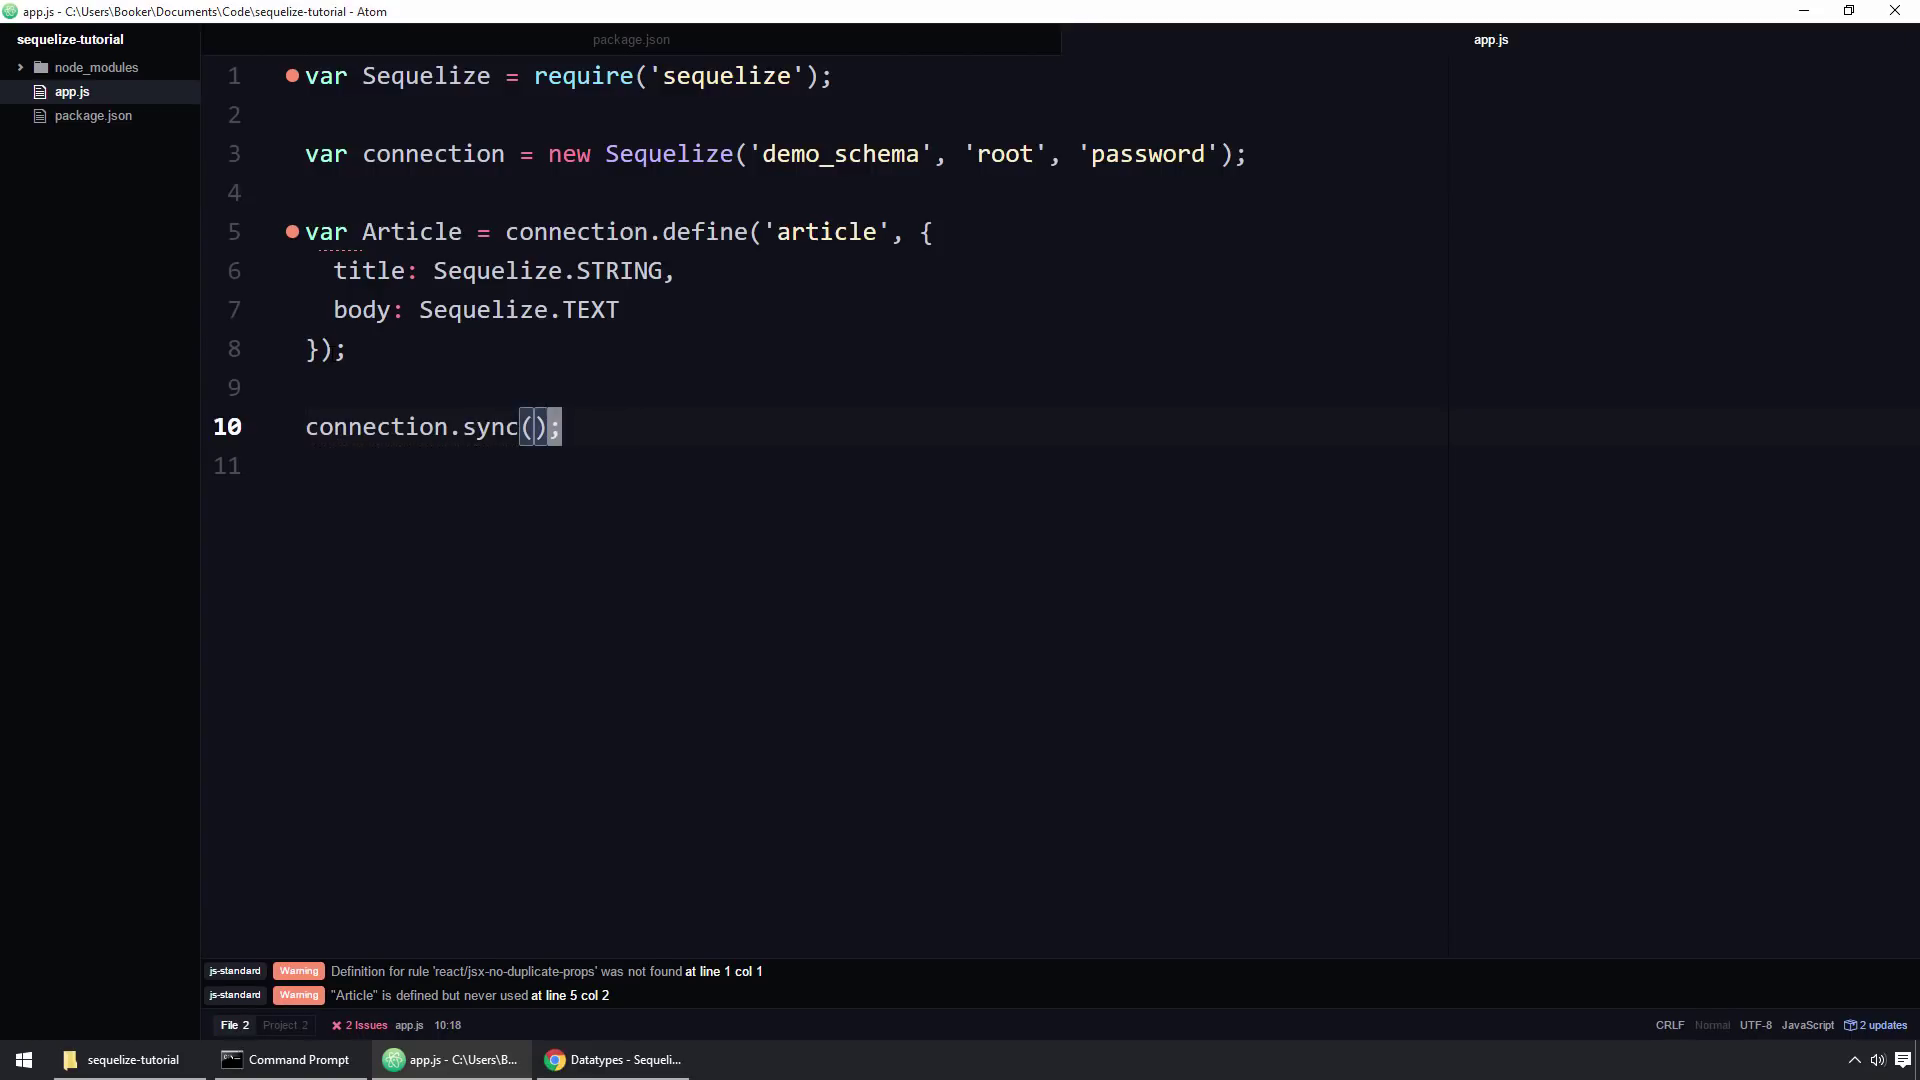 app.js - C:\Users\Booker\Documents\Code\sequelize-tutorial - Atom
sequelize-tutorial
node_modules
app.js
package.json
package.json
app.js
1 var Sequelize = require('sequelize');
2
3 var connection = new Sequelize('demo_schema', 'root', 'password');
4
5 var Article = connection.define('article', {
6 title: Sequelize.STRING,
7 body: Sequelize.TEXT
8 });
9
10 connection.sync();
11
js-standard Warning Definition for rule 'react/jsx-no-duplicate-props' was not found at line 1 col 1
js-standard Warning "Article" is defined but never used at line 5 col 2
File 2 Project 2 2 Issues app.js 10:18 CRLF Normal UTF-8 JavaScript 2 updates
sequelize-tutorial Command Prompt app.js - C:\Users\B... Datatypes - Sequeli...